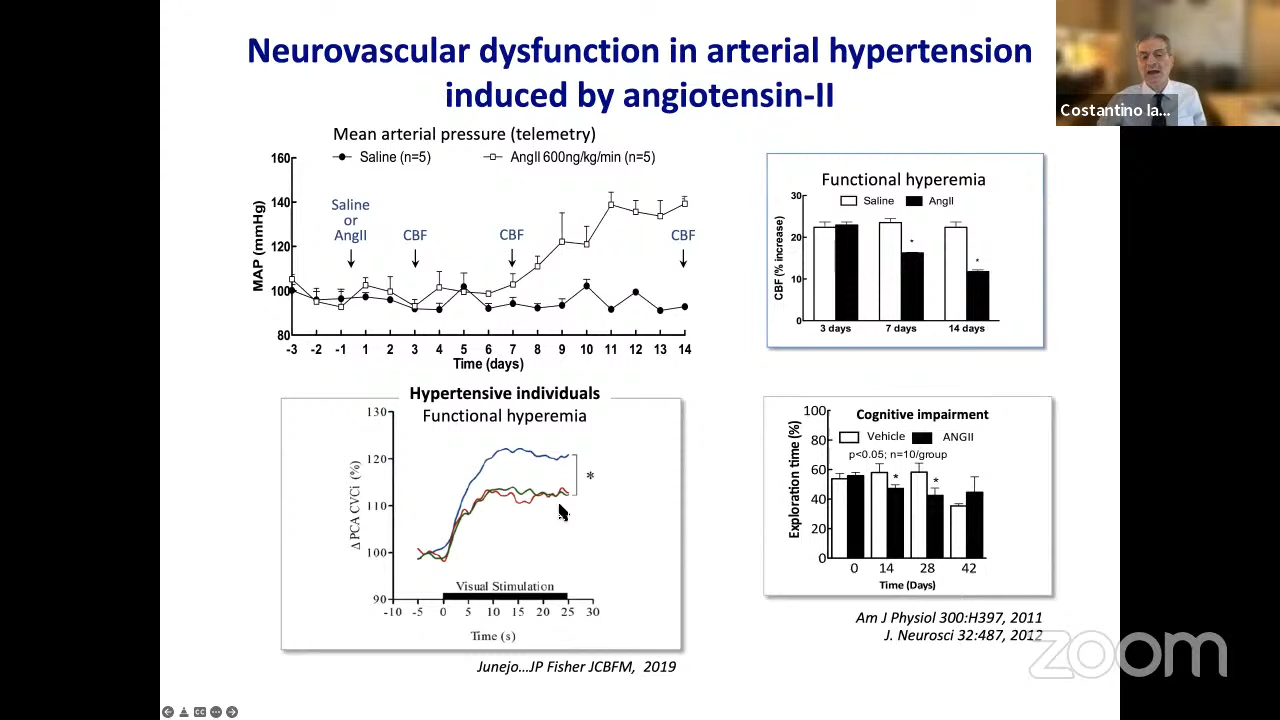 Neurovascular dysfunction in arterial hypertension
induced by angiotensin-II
Costantino Ia...
Mean arterial pressure (telemetry)
Saline (n=5)
AngII 600ng/kg/min (n=5)
MAP (mmHg)
160
140
120
100
80
Saline
or
AngII
CBF
CBF
CBF
-3 -2 -1 1 2 3 4 5 6 7 8 9 10 11 12 13 14
Time (days)
Functional hyperemia
Saline AngII
CBF (% increase)
30
20
10
0
*
*
3 days 7 days 14 days
Hypertensive individuals
Functional hyperemia
Δ PCA CVCi (%)
130
120
110
100
90
*
Visual Stimulation
-10 -5 0 5 10 15 20 25 30
Time (s)
Junejo...JP Fisher JCBFM, 2019
Cognitive impairment
Vehicle ANGII
p<0.05; n=10/group
Exploration time (%)
100
80
60
40
20
0
*
*
0 14 28 42
Time (Days)
Am J Physiol 300:H397, 2011
J. Neurosci 32:487, 2012
zoom